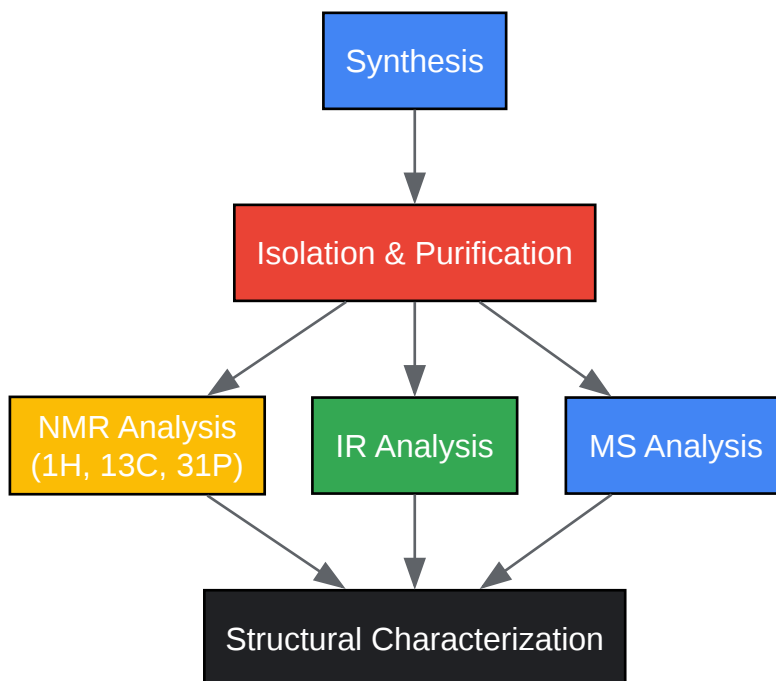 Synthesis
Isolation & Purification
NMR Analysis
(1H, 13C, 31P)
IR Analysis
MS Analysis
Structural Characterization